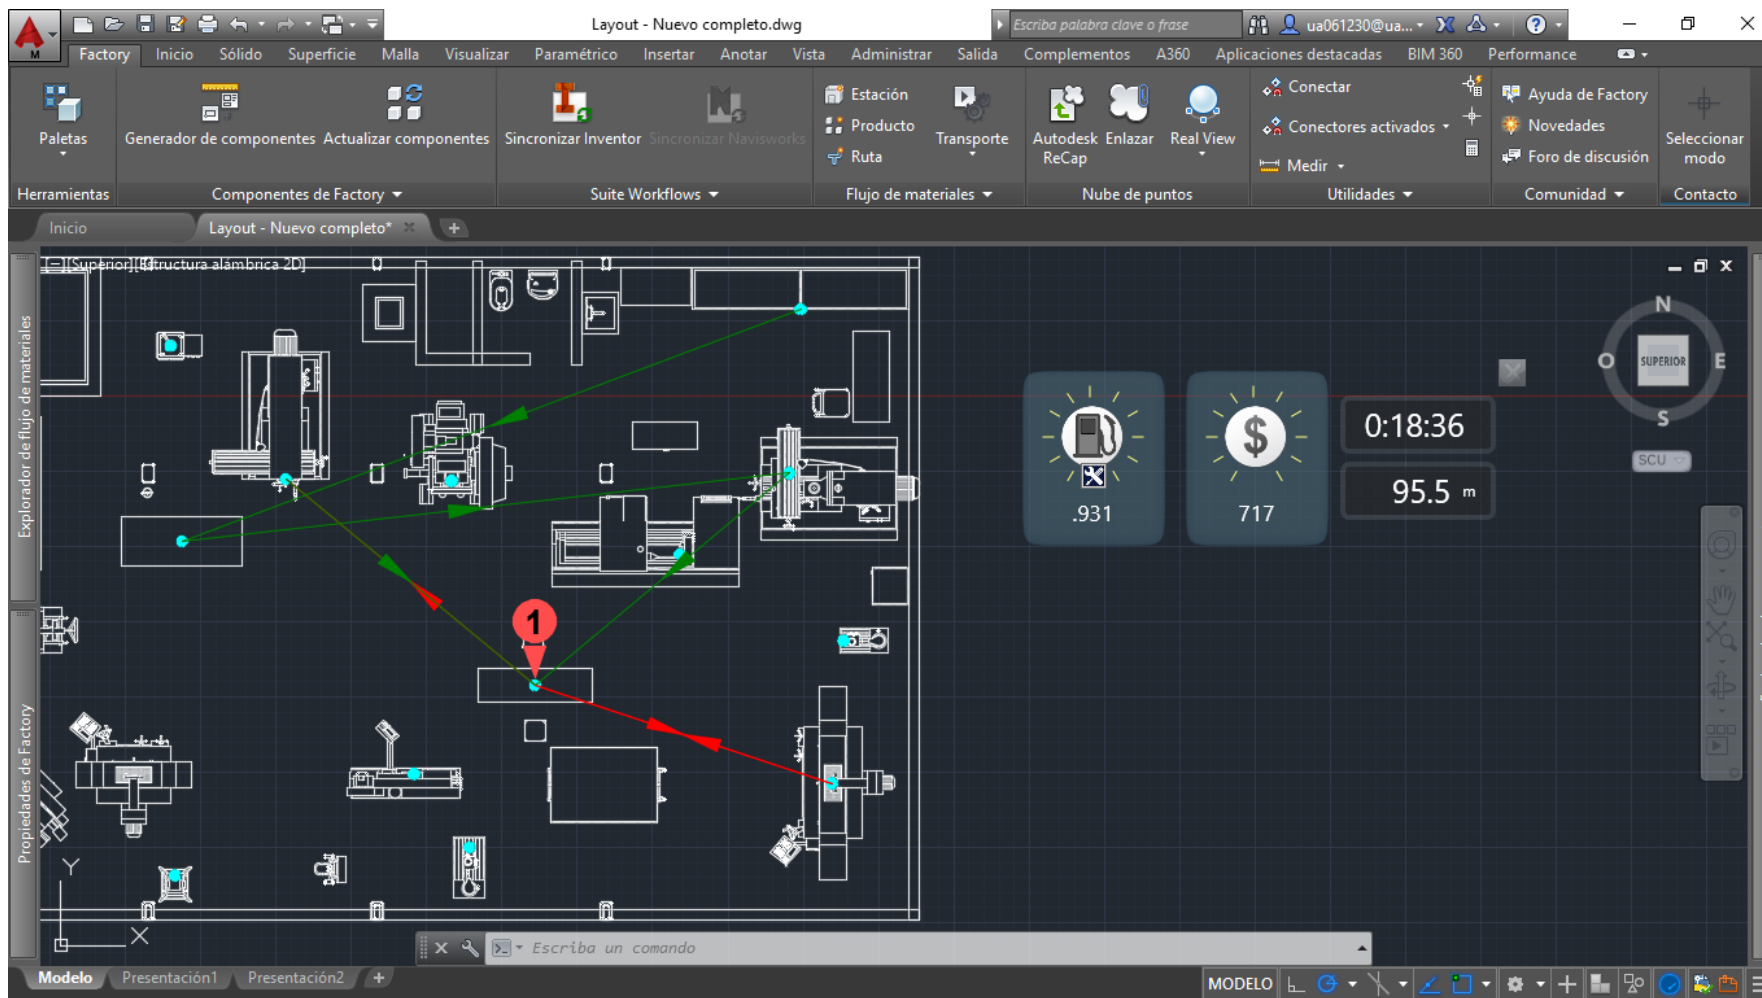 Layout - Nuevo completo.dwg
Escriba palabra clave o frase
ua061230@ua...
M
Factory Inicio Sólido Superficie Malla Visualizar Paramétrico Insertar Anotar Vista Administrar Salida Complementos A360 Aplicaciones destacadas BIM 360 Performance
Paletas
Generador de componentes
Actualizar componentes
Sincronizar Inventor
Sincronizar Navisworks
Estación
Producto
Ruta
Transporte
Autodesk ReCap
Enlazar
Real View
Conectar
Conectores activados
Medir
Ayuda de Factory
Novedades
Foro de discusión
Seleccionar modo
Herramientas Componentes de Factory Suite Workflows Flujo de materiales Nube de puntos Utilidades Comunidad Contacto
Inicio Layout - Nuevo completo*
[−][Superior][Estructura alámbrica 2D]
Explorador de flujo de materiales
Propiedades de Factory
N
O SUPERIOR E
S
SCU
$
.931
717
0:18:36
95.5 m
1
Y
X
Escriba un comando
Modelo Presentación1 Presentación2
MODELO